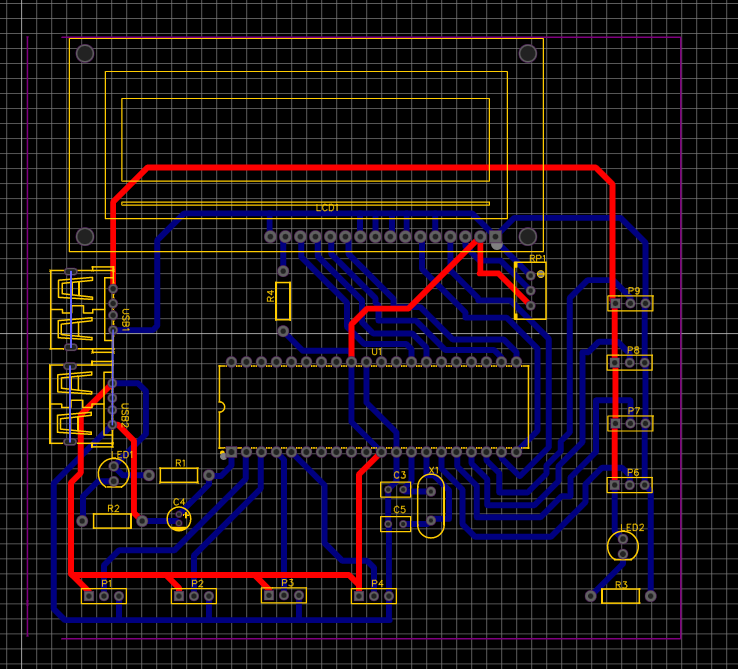 LCD1
RP1
R4
P9
USB1
U1
P8
USB2
P7
LED1
R1
C3
X1
P6
R2
C4
C5
LED2
P1
P2
P3
P4
R3